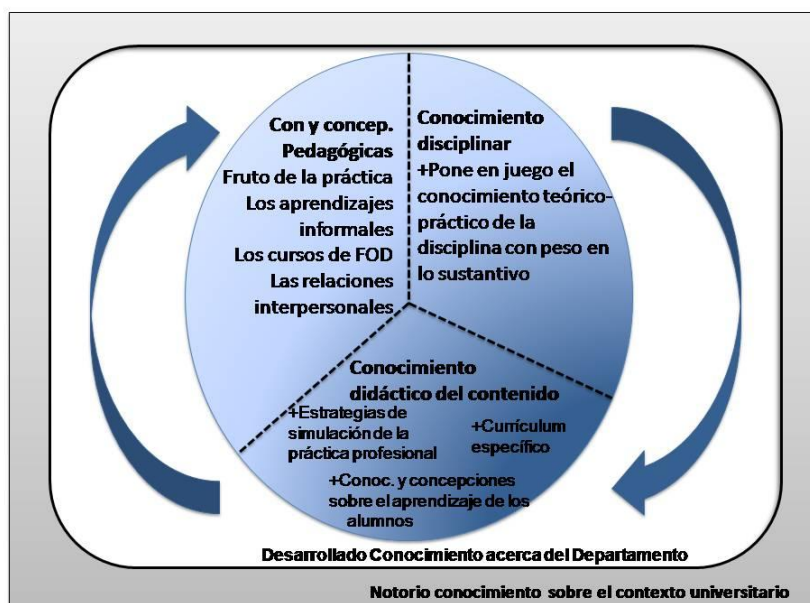 Con y concep.
Pedagógicas
Fruto de la práctica
Los aprendizajes
informales
Los cursos de FOD
Las relaciones
interpersonales
Conocimiento
disciplinar
+Pone en juego el
conocimiento teórico-
práctico de la
disciplina con peso en
lo sustantivo
Conocimiento
didáctico del contenido
+Estrategias de
simulación de la
práctica profesional
+Currículum
específico
+Conoc. y concepciones
sobre el aprendizaje de los
alumnos
Desarrollado Conocimiento acerca del Departamento
Notorio conocimiento sobre el contexto universitario